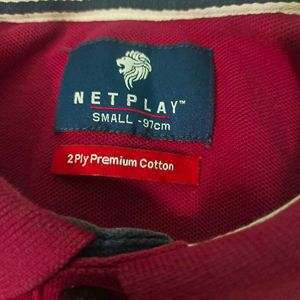 NETPLAY™
SMALL -97cm
2 Ply Premium Cotton